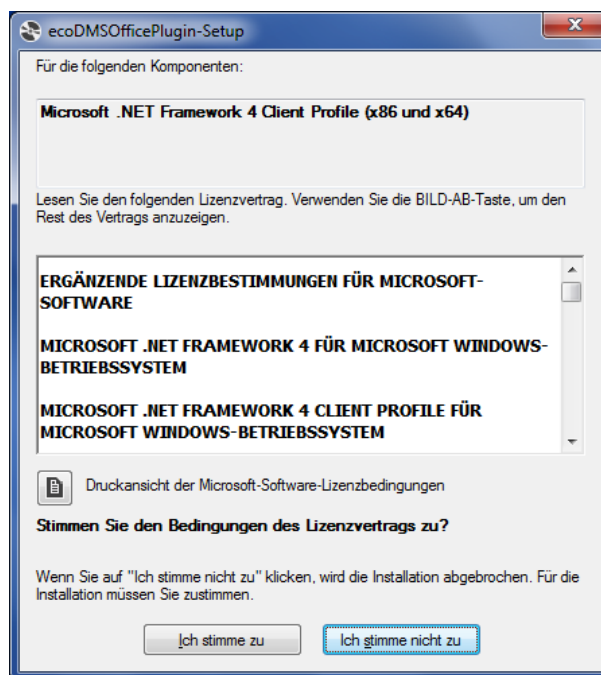 ecoDMSOfficePlugin-Setup
Für die folgenden Komponenten:
Microsoft .NET Framework 4 Client Profile (x86 und x64)
Lesen Sie den folgenden Lizenzvertrag. Verwenden Sie die BILD-AB-Taste, um den
Rest des Vertrags anzuzeigen.
ERGÄNZENDE LIZENZBESTIMMUNGEN FÜR MICROSOFT-
SOFTWARE
MICROSOFT .NET FRAMEWORK 4 FÜR MICROSOFT WINDOWS-
BETRIEBSSYSTEM
MICROSOFT .NET FRAMEWORK 4 CLIENT PROFILE FÜR
MICROSOFT WINDOWS-BETRIEBSSYSTEM
Druckansicht der Microsoft-Software-Lizenzbedingungen
Stimmen Sie den Bedingungen des Lizenzvertrags zu?
Wenn Sie auf "Ich stimme nicht zu" klicken, wird die Installation abgebrochen. Für die
Installation müssen Sie zustimmen.
Ich stimme zu
Ich stimme nicht zu